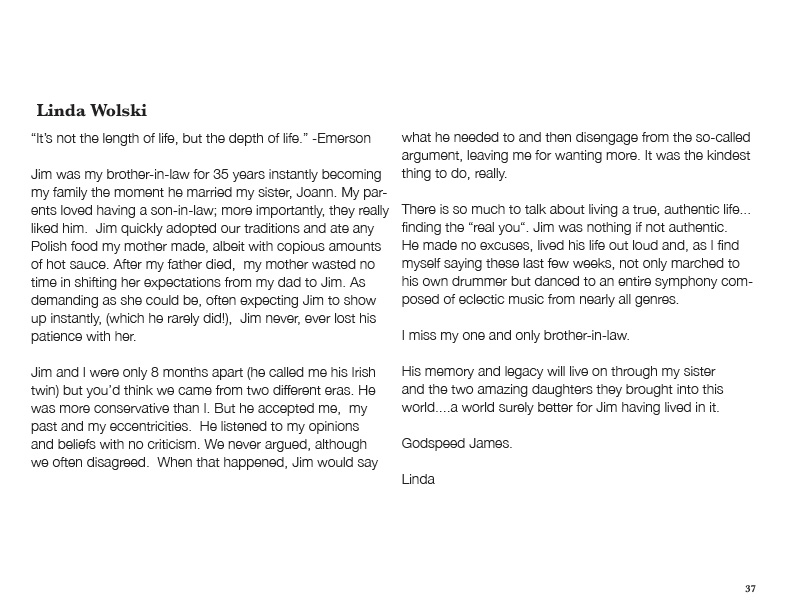 Linda Wolski
“It’s not the length of life, but the depth of life.” -Emerson
Jim was my brother-in-law for 35 years instantly becoming
my family the moment he married my sister, Joann. My par-
ents loved having a son-in-law; more importantly, they really
liked him.  Jim quickly adopted our traditions and ate any
Polish food my mother made, albeit with copious amounts
of hot sauce. After my father died,  my mother wasted no
time in shifting her expectations from my dad to Jim. As
demanding as she could be, often expecting Jim to show
up instantly, (which he rarely did!),  Jim never, ever lost his
patience with her.
Jim and I were only 8 months apart (he called me his Irish
twin) but you’d think we came from two different eras. He
was more conservative than I. But he accepted me,  my
past and my eccentricities.  He listened to my opinions
and beliefs with no criticism. We never argued, although
we often disagreed.  When that happened, Jim would say
what he needed to and then disengage from the so-called
argument, leaving me for wanting more. It was the kindest
thing to do, really.
There is so much to talk about living a true, authentic life...
finding the “real you“. Jim was nothing if not authentic.
He made no excuses, lived his life out loud and, as I find
myself saying these last few weeks, not only marched to
his own drummer but danced to an entire symphony com-
posed of eclectic music from nearly all genres.
I miss my one and only brother-in-law.
His memory and legacy will live on through my sister
and the two amazing daughters they brought into this
world....a world surely better for Jim having lived in it.
Godspeed James.
Linda
37